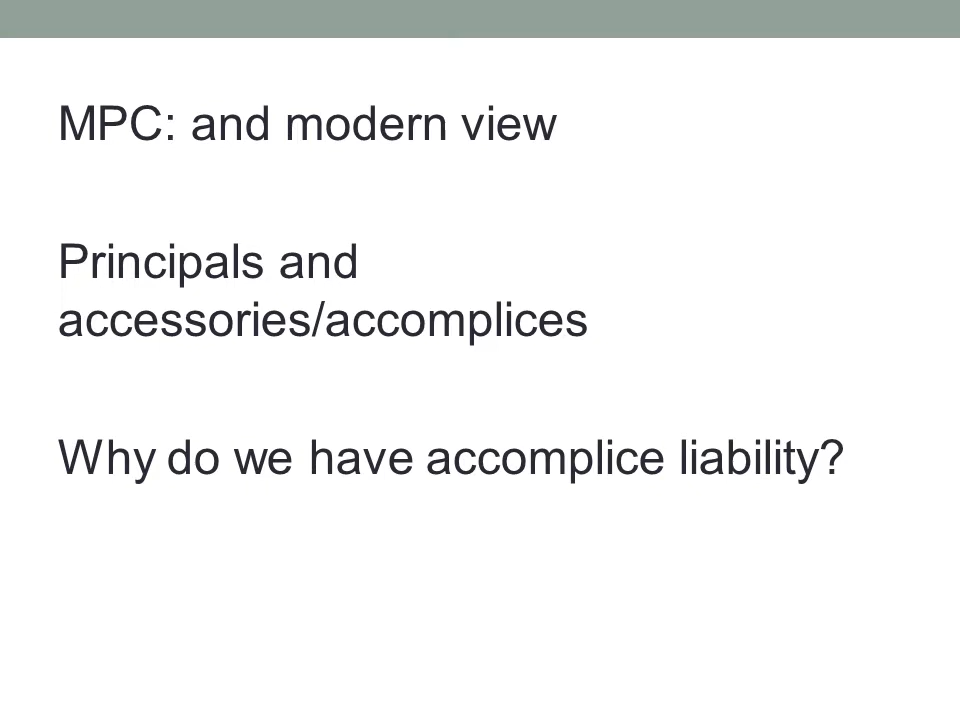 MPC: and modern view
Principals and
accessories/accomplices
Why do we have accomplice liability?